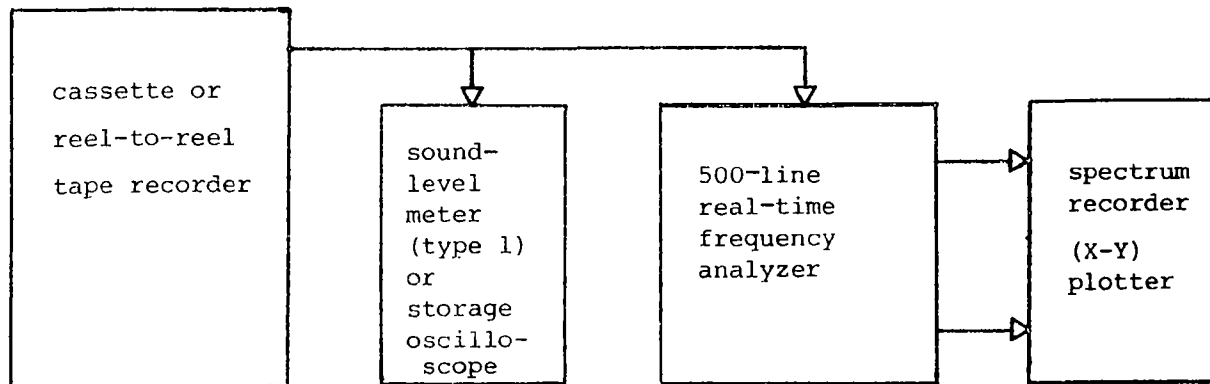 cassette or
reel-to-reel
tape recorder
sound-
level
meter
(type 1)
or
storage
oscillo-
scope
500-line
real-time
frequency
analyzer
spectrum
recorder
(X-Y)
plotter